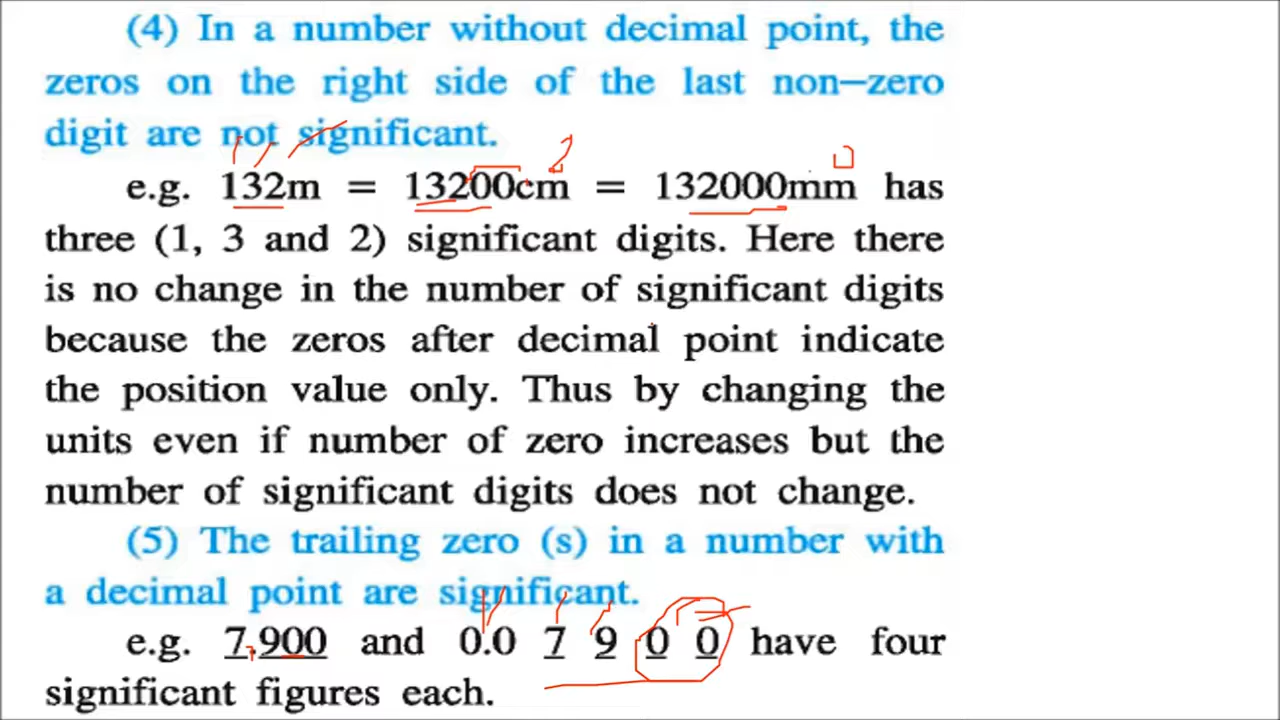 (4) In a number without decimal point, the
zeros on the right side of the last non-zero
digit are not significant.
e.g. 132m = 13200cm = 132000mm has
three (1, 3 and 2) significant digits. Here there
is no change in the number of significant digits
because the zeros after decimal point indicate
the position value only. Thus by changing the
units even if number of zero increases but the
number of significant digits does not change.
(5) The trailing zero (s) in a number with
a decimal point are significant.
e.g. 7.900 and 0.0 7 9 0 0 have four
significant figures each.